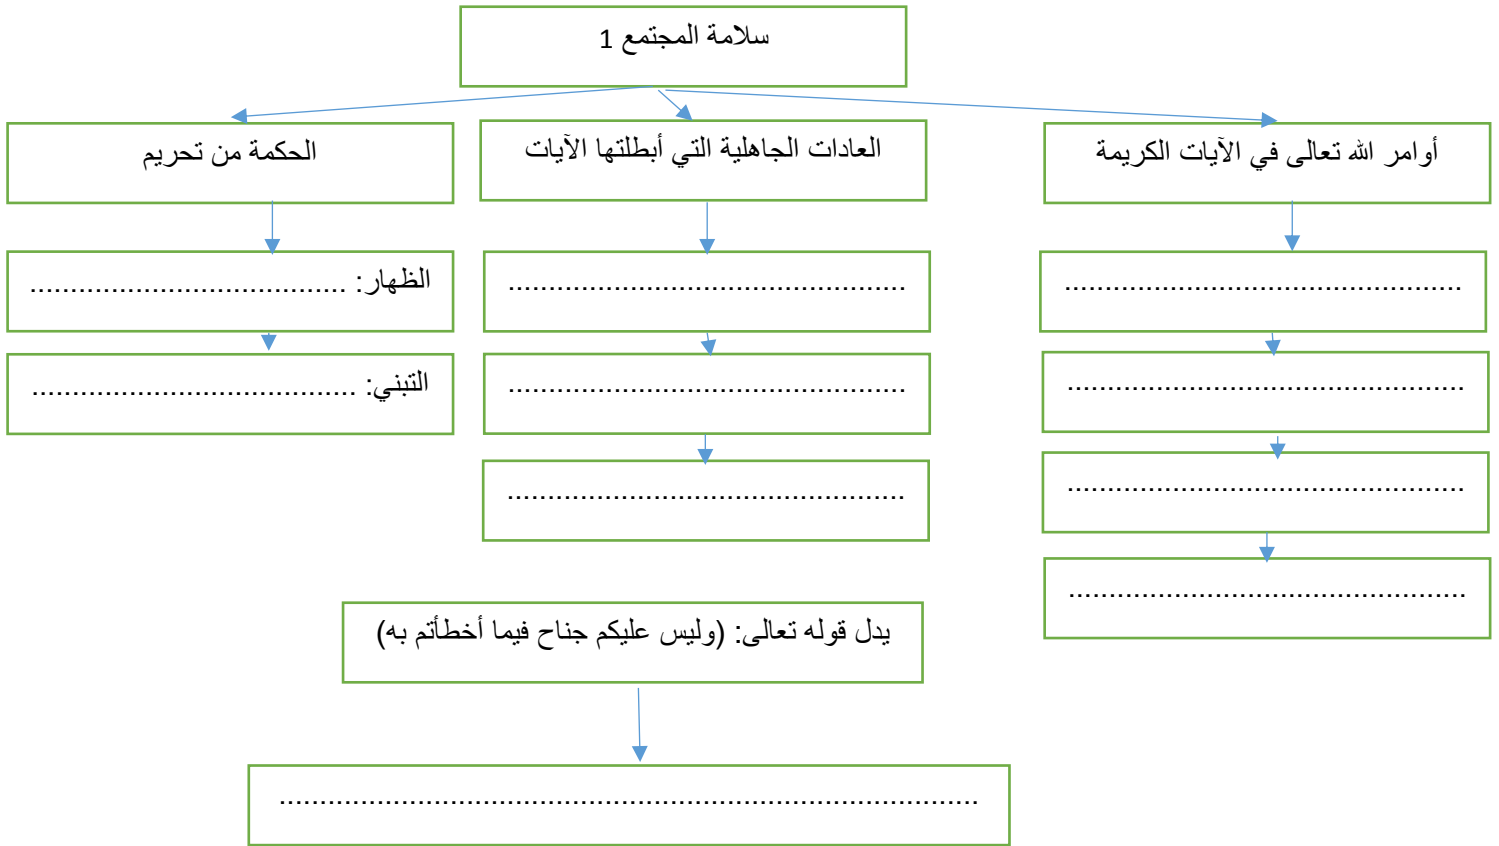 سلامة المجتمع 1
أوامر الله تعالى في الآيات الكريمة
العادات الجاهلية التي أبطلتها الآيات
الحكمة من تحريم
.................................................
.................................................
الظهار: .......................................
.................................................
.................................................
التبني: ........................................
.................................................
.................................................
.................................................
يدل قوله تعالى: (وليس عليكم جناح فيما أخطأتم به)
......................................................................................